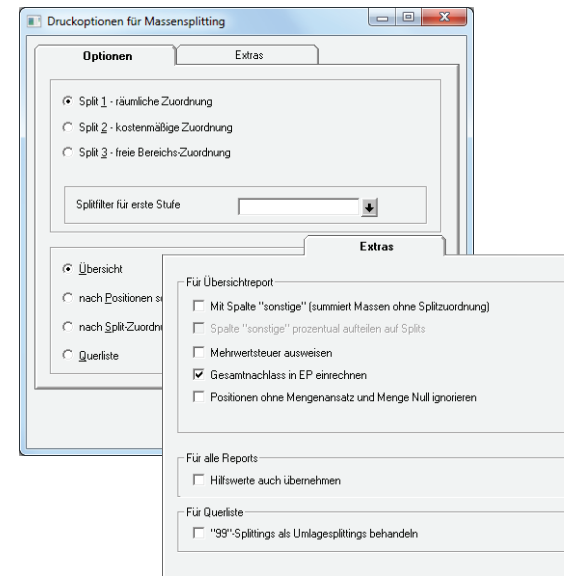 Druckoptionen für Massensplitting
Optionen
Extras
Split 1 - räumliche Zuordnung
Split 2 - kostenmäßige Zuordnung
Split 3 - freie Bereichs-Zuordnung
Splitfilter für erste Stufe
Übersicht
nach Positionen
nach Split-Zuordnu
Querliste
Extras
Für Übersichtreport
Mit Spalte "sonstige" (summiert Massen ohne Splitzuordnung)
Spalte "sonstige" prozentual aufteilen auf Splits
Mehrwertsteuer ausweisen
Gesamtnachlass in EP einrechnen
Positionen ohne Mengenansatz und Menge Null ignorieren
Für alle Reports
Hilfswerte auch übernehmen
Für Querliste
"99"-Splittings als Umlagesplittings behandeln